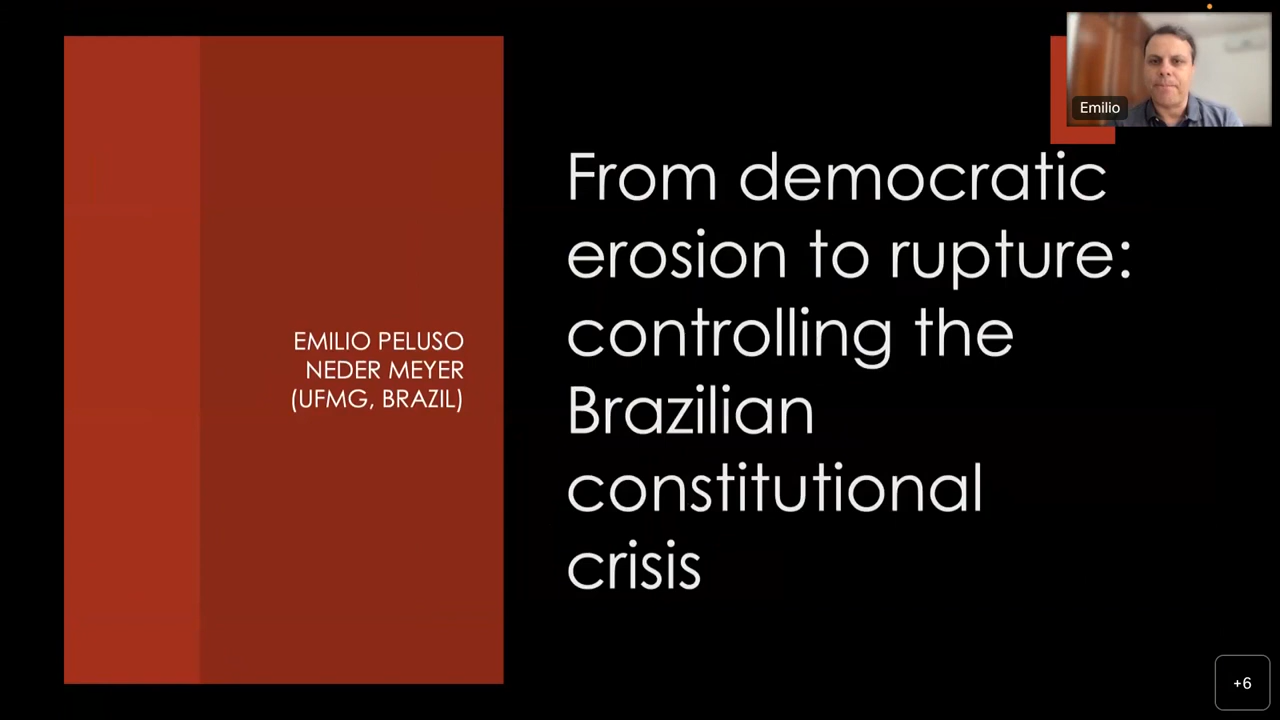 EMILIO PELUSO
NEDER MEYER
(UFMG, BRAZIL)
From democratic
erosion to rupture:
controlling the
Brazilian
constitutional
crisis
Emilio
+6